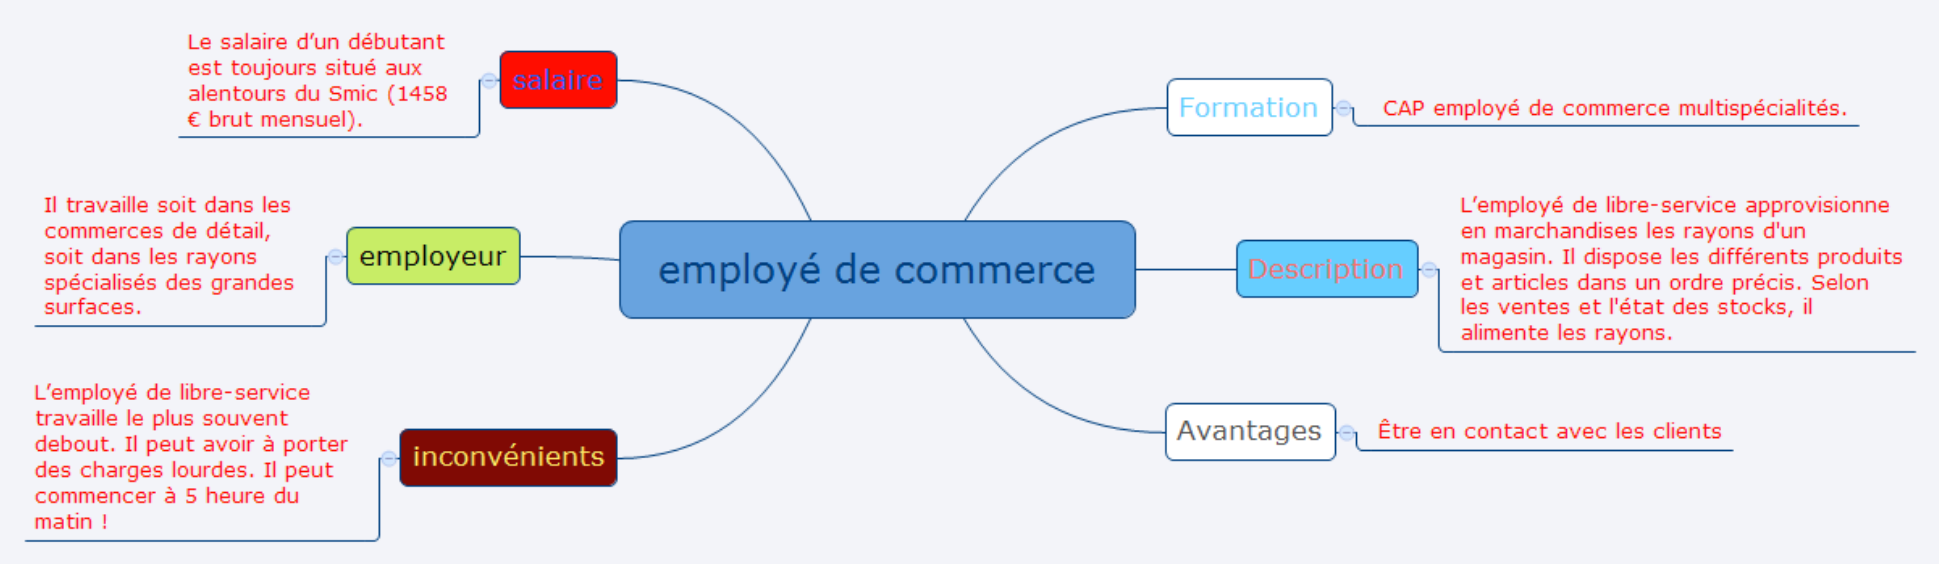 employé de commerce
salaire
Le salaire d’un débutant
est toujours situé aux
alentours du Smic (1458
€ brut mensuel).
employeur
Il travaille soit dans les
commerces de détail,
soit dans les rayons
spécialisés des grandes
surfaces.
inconvénients
L’employé de libre-service
travaille le plus souvent
debout. Il peut avoir à porter
des charges lourdes. Il peut
commencer à 5 heure du
matin !
Formation
CAP employé de commerce multispécialités.
Description
L’employé de libre-service approvisionne
en marchandises les rayons d'un
magasin. Il dispose les différents produits
et articles dans un ordre précis. Selon
les ventes et l'état des stocks, il
alimente les rayons.
Avantages
Être en contact avec les clients